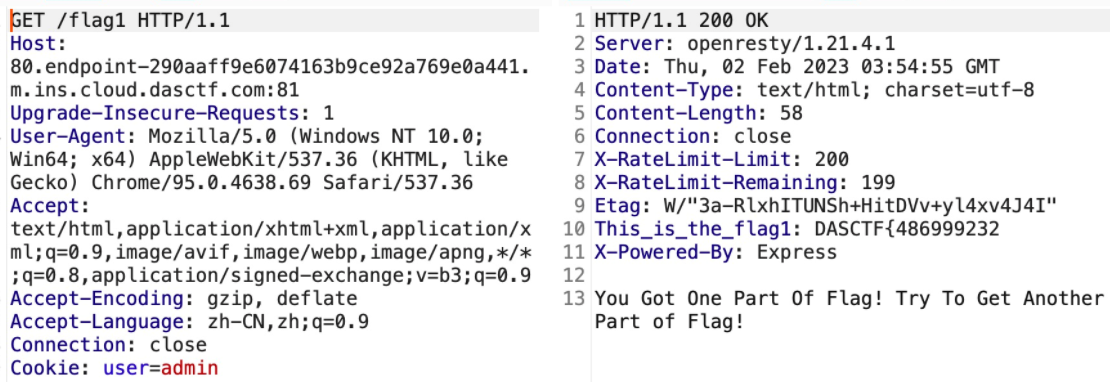 GET /flag1 HTTP/1.1
Host:
80.endpoint-290aaff9e6074163b9ce92a769e0a441.
m.ins.cloud.dasctf.com:81
Upgrade-Insecure-Requests: 1
User-Agent: Mozilla/5.0 (Windows NT 10.0;
Win64; x64) AppleWebKit/537.36 (KHTML, like
Gecko) Chrome/95.0.4638.69 Safari/537.36
Accept:
text/html,application/xhtml+xml,application/x
ml;q=0.9,image/avif,image/webp,image/apng,*/*
;q=0.8,application/signed-exchange;v=b3;q=0.9
Accept-Encoding: gzip, deflate
Accept-Language: zh-CN,zh;q=0.9
Connection: close
Cookie: user=admin
1 HTTP/1.1 200 OK
2 Server: openresty/1.21.4.1
3 Date: Thu, 02 Feb 2023 03:54:55 GMT
4 Content-Type: text/html; charset=utf-8
5 Content-Length: 58
6 Connection: close
7 X-RateLimit-Limit: 200
8 X-RateLimit-Remaining: 199
9 Etag: W/"3a-RlxhITUNSh+HitDVv+yl4xv4J4I"
10 This_is_the_flag1: DASCTF{486999232
11 X-Powered-By: Express
12
13 You Got One Part Of Flag! Try To Get Another
Part of Flag!